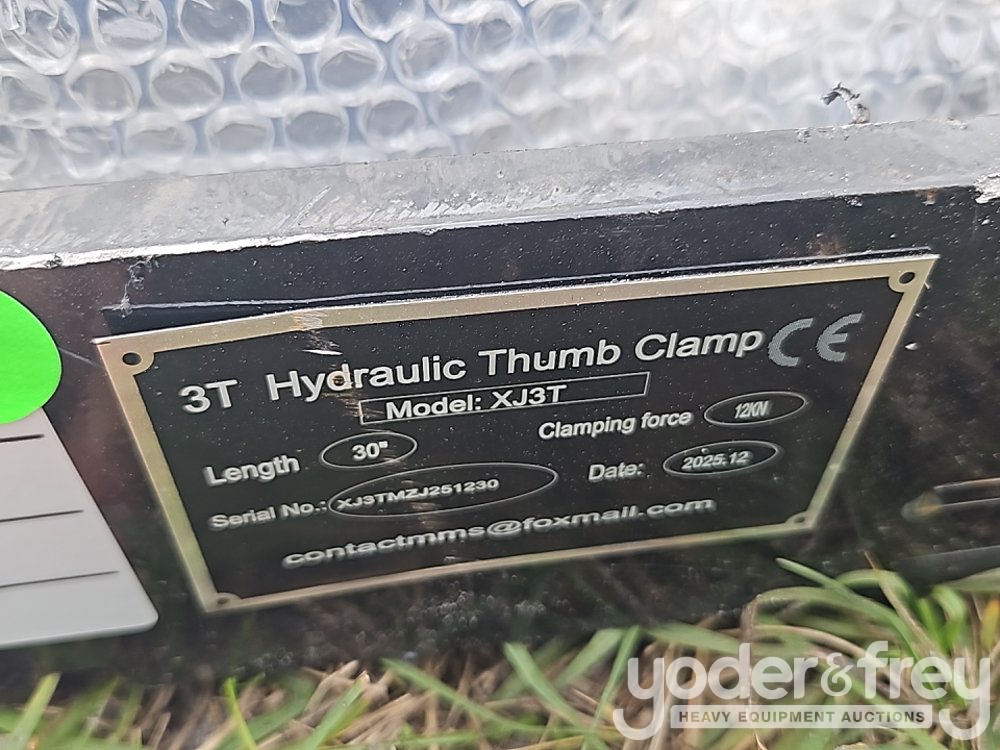 3T Hydraulic Thumb Clamp CE
Model: XJ3T
Length 30" Clamping force 12KN
Serial No.: XJ3TMZJ251230 Date: 2025.12
contactmms@foxmail.com
yoder&frey
HEAVY EQUIPMENT AUCTIONS